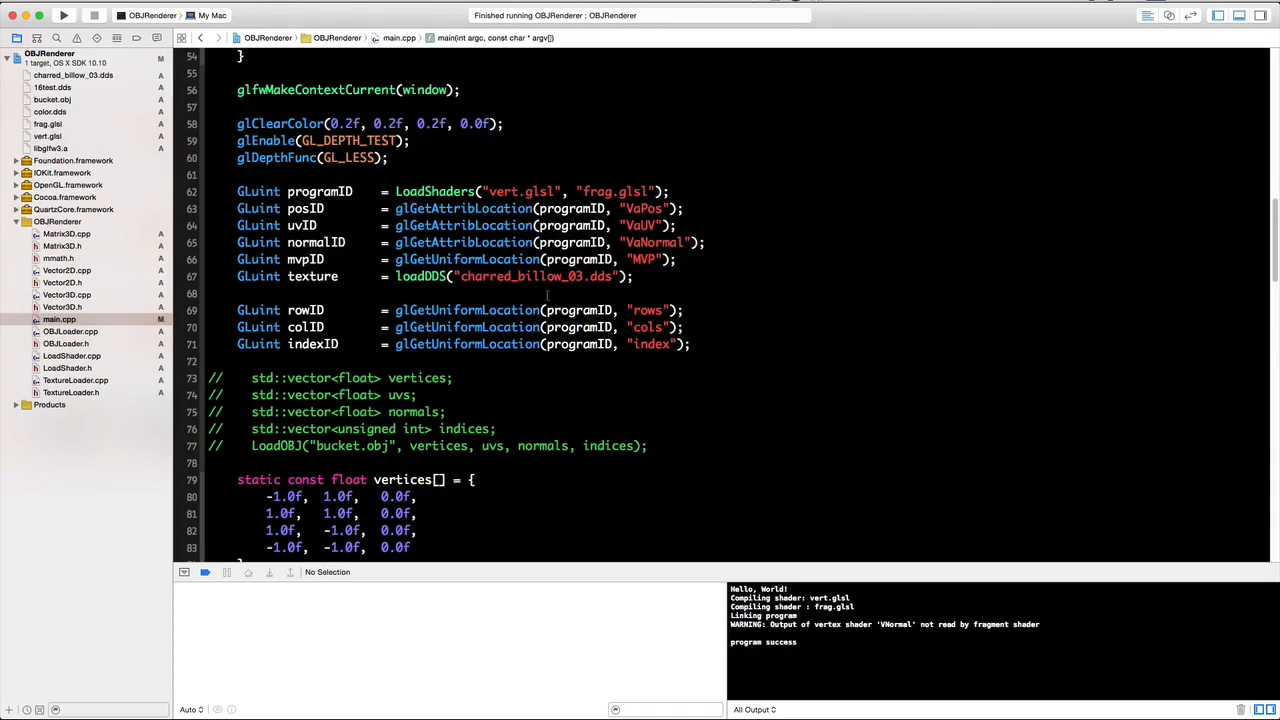 OBJRenderer
My Mac
Finished running OBJRenderer : OBJRenderer
OBJRenderer
OBJRenderer
main.cpp
main(int argc, const char * argv[])
OBJRenderer M
1 target, OS X SDK 10.10
charred_billow_03.dds A
16test.dds A
bucket.obj A
color.dds A
frag.glsl A
vert.glsl A
libglfw3.a A
Foundation.framework
IOKit.framework
OpenGL.framework
Cocoa.framework
QuartzCore.framework
OBJRenderer
Matrix3D.cpp A
Matrix3D.h A
mmath.h A
Vector2D.cpp A
Vector2D.h A
Vector3D.cpp A
Vector3D.h A
main.cpp M
OBJLoader.cpp A
OBJLoader.h A
LoadShader.cpp A
LoadShader.h A
TextureLoader.cpp A
TextureLoader.h A
Products
54 }
55
56 glfwMakeContextCurrent(window);
57
58 glClearColor(0.2f, 0.2f, 0.2f, 0.0f);
59 glEnable(GL_DEPTH_TEST);
60 glDepthFunc(GL_LESS);
61
62 GLuint programID = LoadShaders("vert.glsl", "frag.glsl");
63 GLuint posID = glGetAttribLocation(programID, "VaPos");
64 GLuint uvID = glGetAttribLocation(programID, "VaUV");
65 GLuint normalID = glGetAttribLocation(programID, "VaNormal");
66 GLuint mvpID = glGetUniformLocation(programID, "MVP");
67 GLuint texture = loadDDS("charred_billow_03.dds");
68
69 GLuint rowID = glGetUniformLocation(programID, "rows");
70 GLuint colID = glGetUniformLocation(programID, "cols");
71 GLuint indexID = glGetUniformLocation(programID, "index");
72
73 // std::vector<float> vertices;
74 // std::vector<float> uvs;
75 // std::vector<float> normals;
76 // std::vector<unsigned int> indices;
77 // LoadOBJ("bucket.obj", vertices, uvs, normals, indices);
78
79 static const float vertices[] = {
80 -1.0f, 1.0f, 0.0f,
81 1.0f, 1.0f, 0.0f,
82 1.0f, -1.0f, 0.0f,
83 -1.0f, -1.0f, 0.0f
No Selection
Hello, World!
Compiling shader: vert.glsl
Compiling shader : frag.glsl
Linking program
WARNING: Output of vertex shader 'VNormal' not read by fragment shader
program success
Auto
All Output